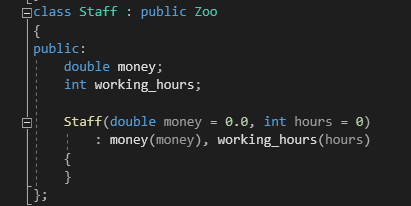 class Staff : public Zoo
{
public:
    double money;
    int working_hours;

    Staff(double money = 0.0, int hours = 0)
        : money(money), working_hours(hours)
    {
    }
};